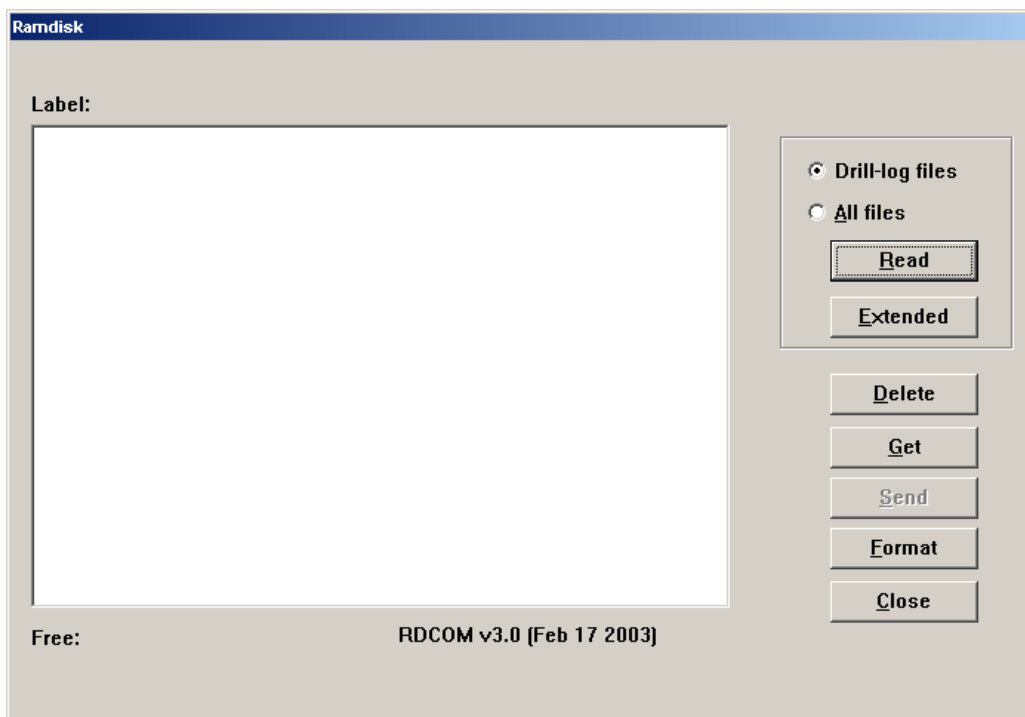 Ramdisk
Label:
Drill-log files
All files
Read
Extended
Delete
Get
Send
Format
Close
Free:
RDCOM v3.0 (Feb 17 2003)